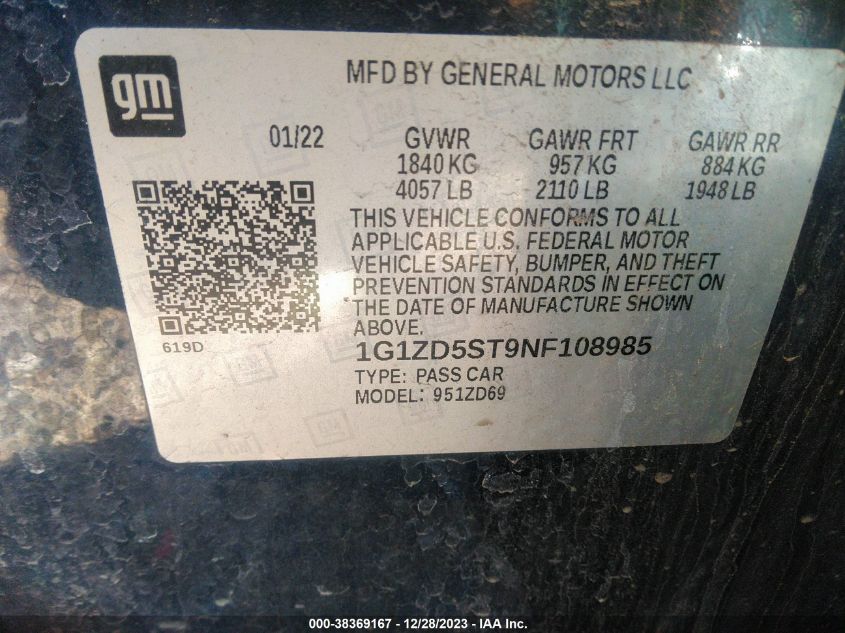 gm
MFD BY GENERAL MOTORS LLC
01/22 GVWR GAWR FRT GAWR RR
1840 KG 957 KG 884 KG
4057 LB 2110 LB 1948 LB
THIS VEHICLE CONFORMS TO ALL
APPLICABLE U.S. FEDERAL MOTOR
VEHICLE SAFETY, BUMPER, AND THEFT
PREVENTION STANDARDS IN EFFECT ON
THE DATE OF MANUFACTURE SHOWN
ABOVE.
619D
1G1ZD5ST9NF108985
TYPE: PASS CAR
MODEL: 951ZD69
000-38369167 - 12/28/2023 - IAA Inc.